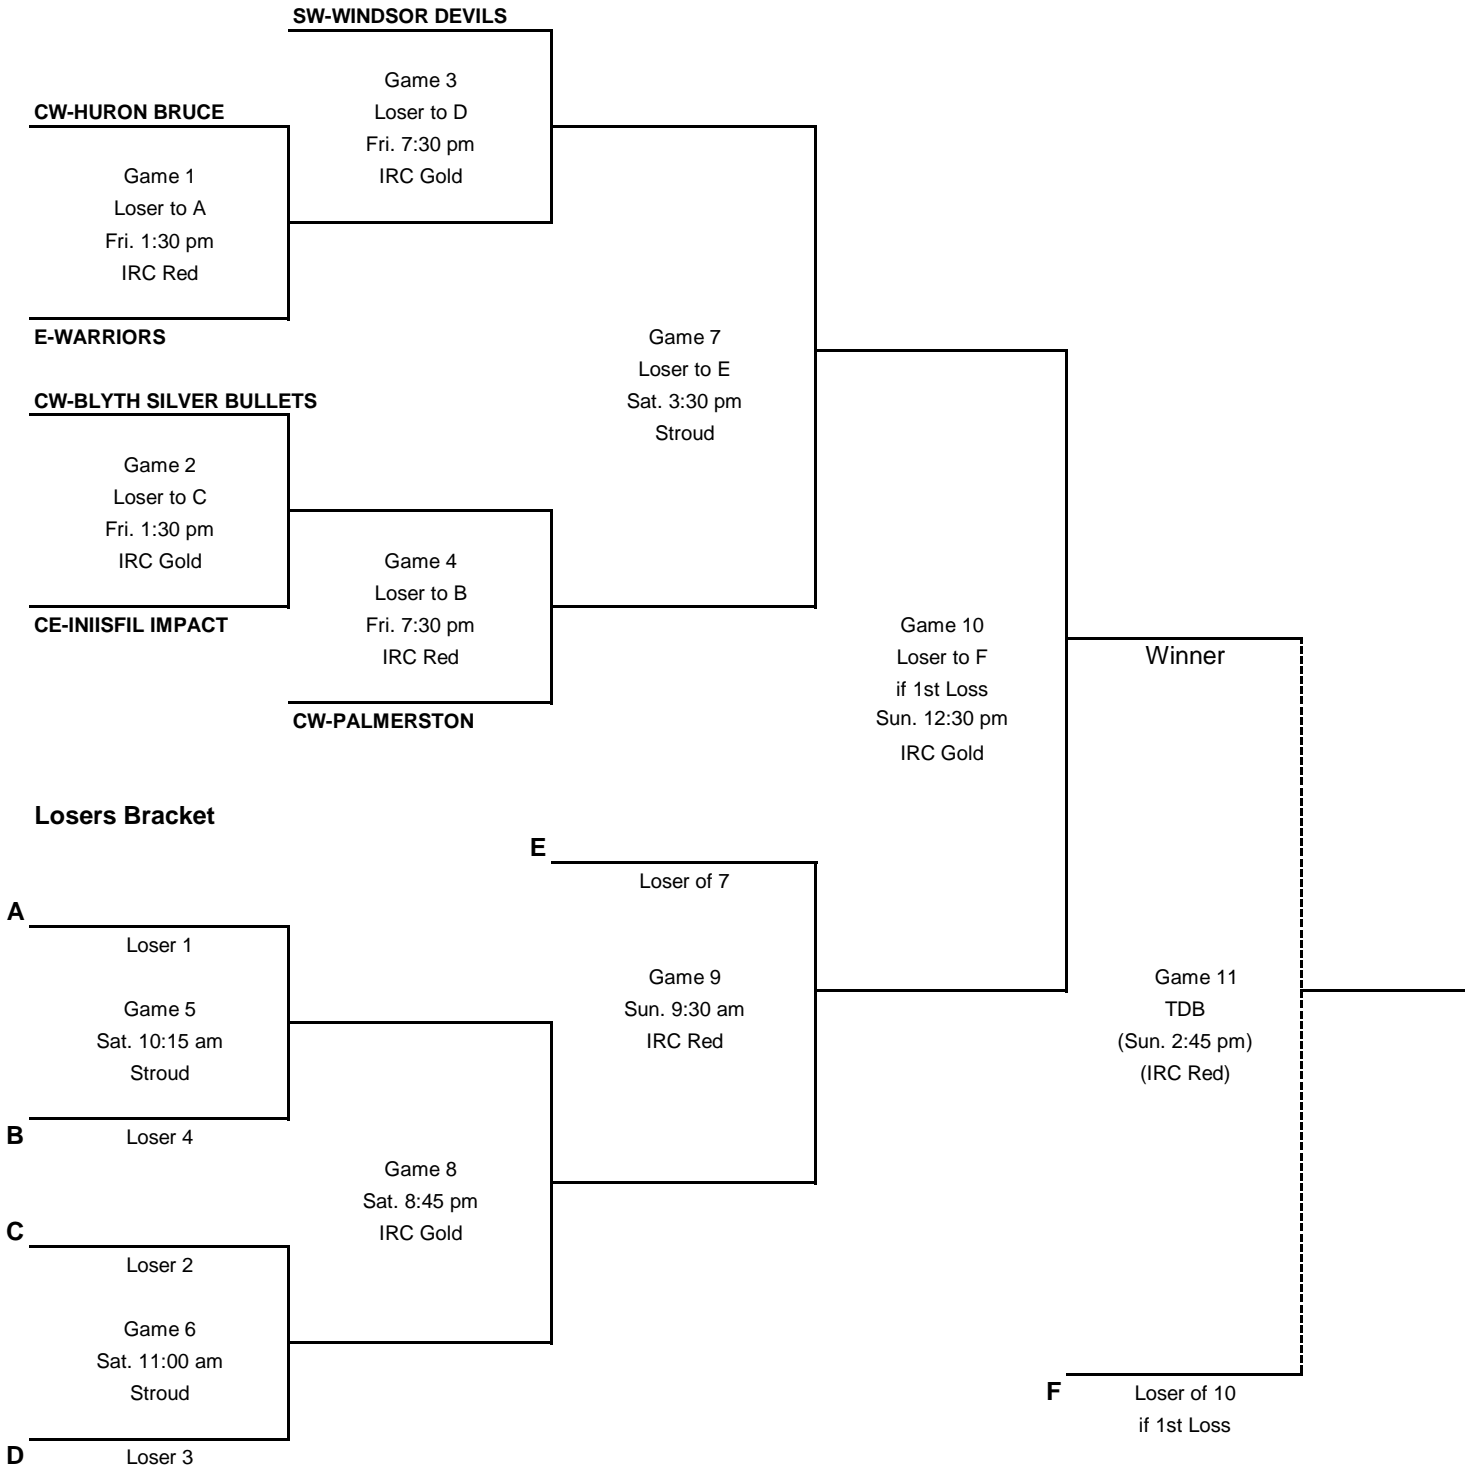 SW-WINDSOR DEVILS
Game 3
Loser to D
Fri. 7:30 pm
IRC Gold
CW-HURON BRUCE
Game 1
Loser to A
Fri. 1:30 pm
IRC Red
E-WARRIORS
Game 7
Loser to E
Sat. 3:30 pm
Stroud
CW-BLYTH SILVER BULLETS
Game 2
Loser to C
Fri. 1:30 pm
IRC Gold
CE-INIISFIL IMPACT
Game 4
Loser to B
Fri. 7:30 pm
IRC Red
CW-PALMERSTON
Game 10
Loser to F
if 1st Loss
Sun. 12:30 pm
IRC Gold
Winner
Losers Bracket
E
Loser of 7
A
Loser 1
Game 5
Sat. 10:15 am
Stroud
B
Loser 4
Game 9
Sun. 9:30 am
IRC Red
Game 11
TDB
(Sun. 2:45 pm)
(IRC Red)
Game 8
Sat. 8:45 pm
IRC Gold
C
Loser 2
Game 6
Sat. 11:00 am
Stroud
D
Loser 3
F
Loser of 10
if 1st Loss